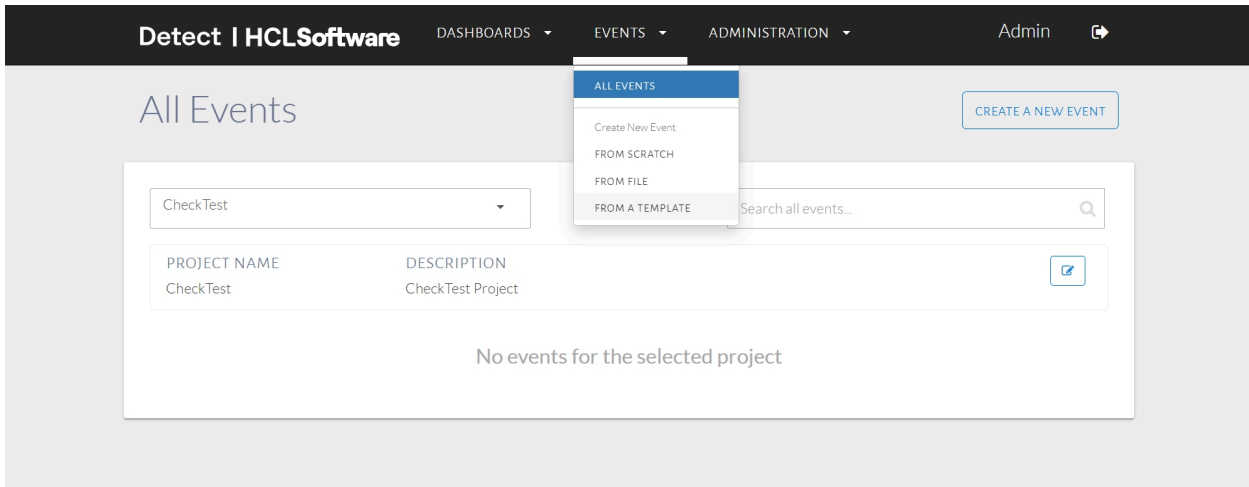 Detect | HCLSoftware DASHBOARDS EVENTS ADMINISTRATION Admin
ALL EVENTS
Create New Event
FROM SCRATCH
FROM FILE
FROM A TEMPLATE
All Events
CREATE A NEW EVENT
CheckTest
Search all events...
PROJECT NAME DESCRIPTION
CheckTest CheckTest Project
No events for the selected project